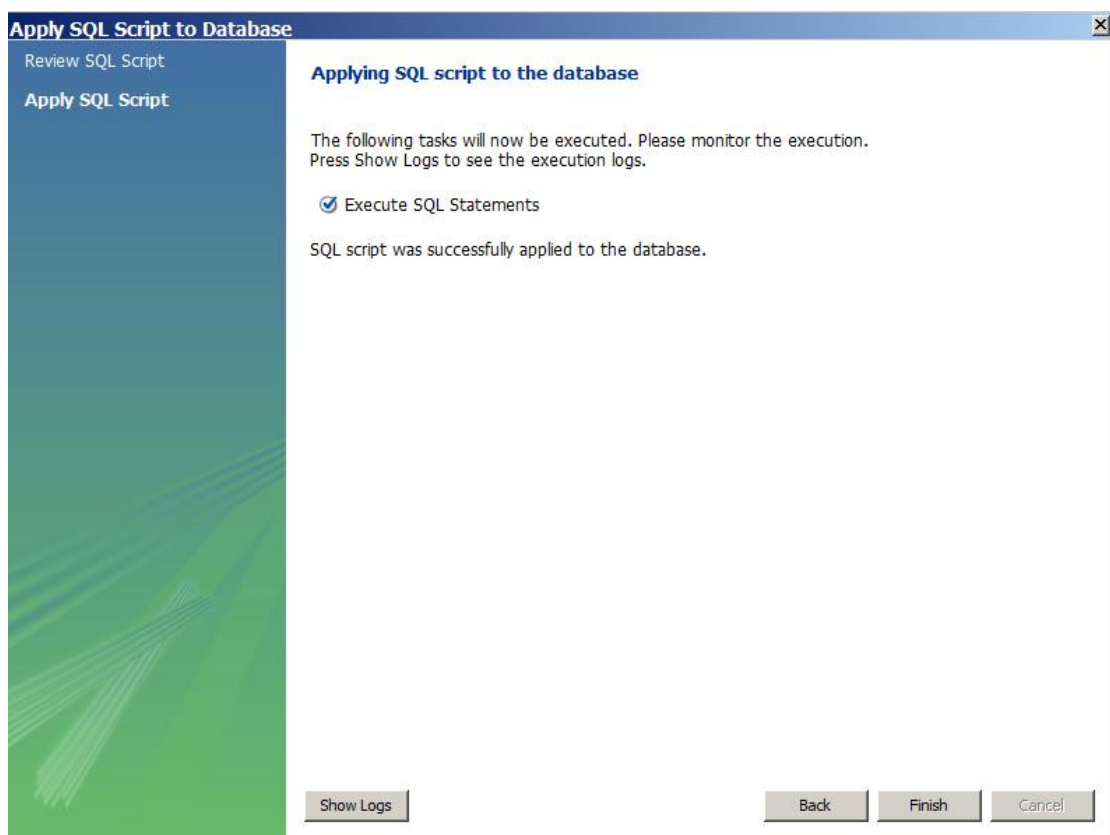 Apply SQL Script to Database
Review SQL Script
Apply SQL Script
Applying SQL script to the database
The following tasks will now be executed. Please monitor the execution.
Press Show Logs to see the execution logs.
Execute SQL Statements
SQL script was successfully applied to the database.
Show Logs
Back
Finish
Cancel